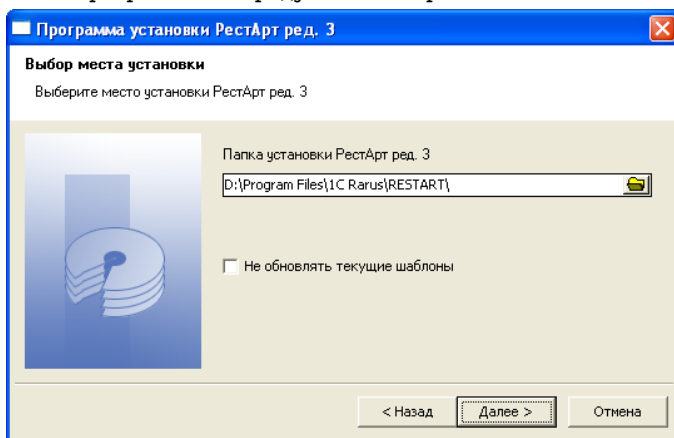 Программа установки РестАрт ред. 3
Выбор места установки
Выберите место установки РестАрт ред. 3
Папка установки РестАрт ред. 3
D:\Program Files\1C Rarus\RESTART\
Не обновлять текущие шаблоны
< Назад
Далее >
Отмена